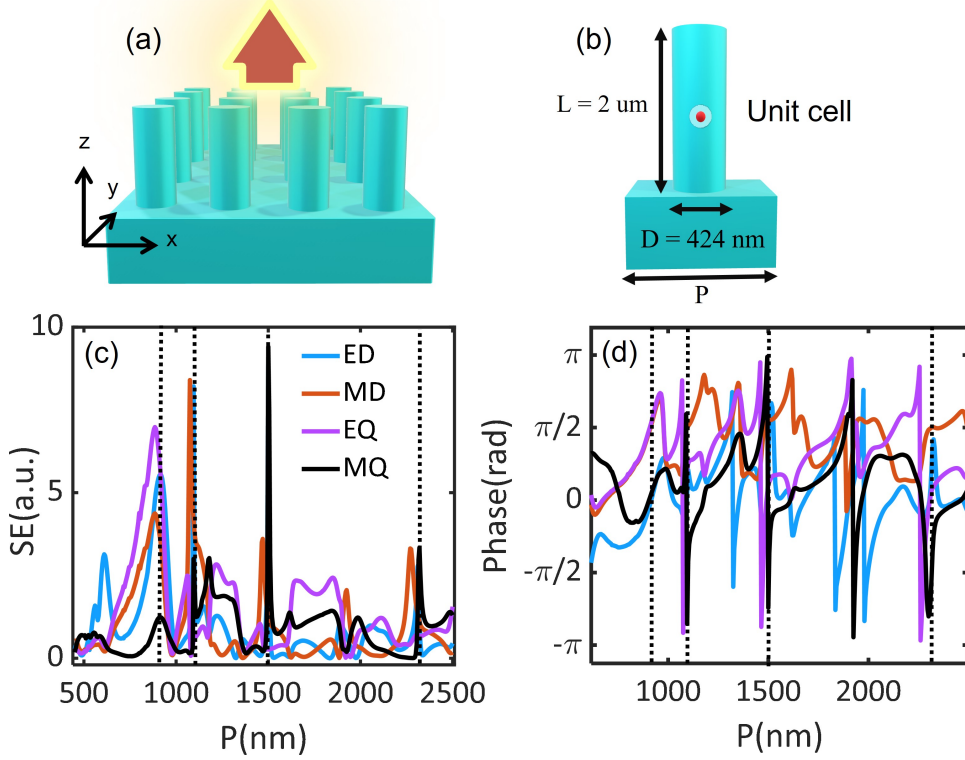 (a)
z
y
x
(b)
L = 2 um
Unit cell
D = 424 nm
P
(c)
10
5
0
SE(a.u.)
ED
MD
EQ
MQ
500 1000 1500 2000 2500
P(nm)
(d)
π
π/2
0
-π/2
-π
Phase(rad)
1000 1500 2000
P(nm)